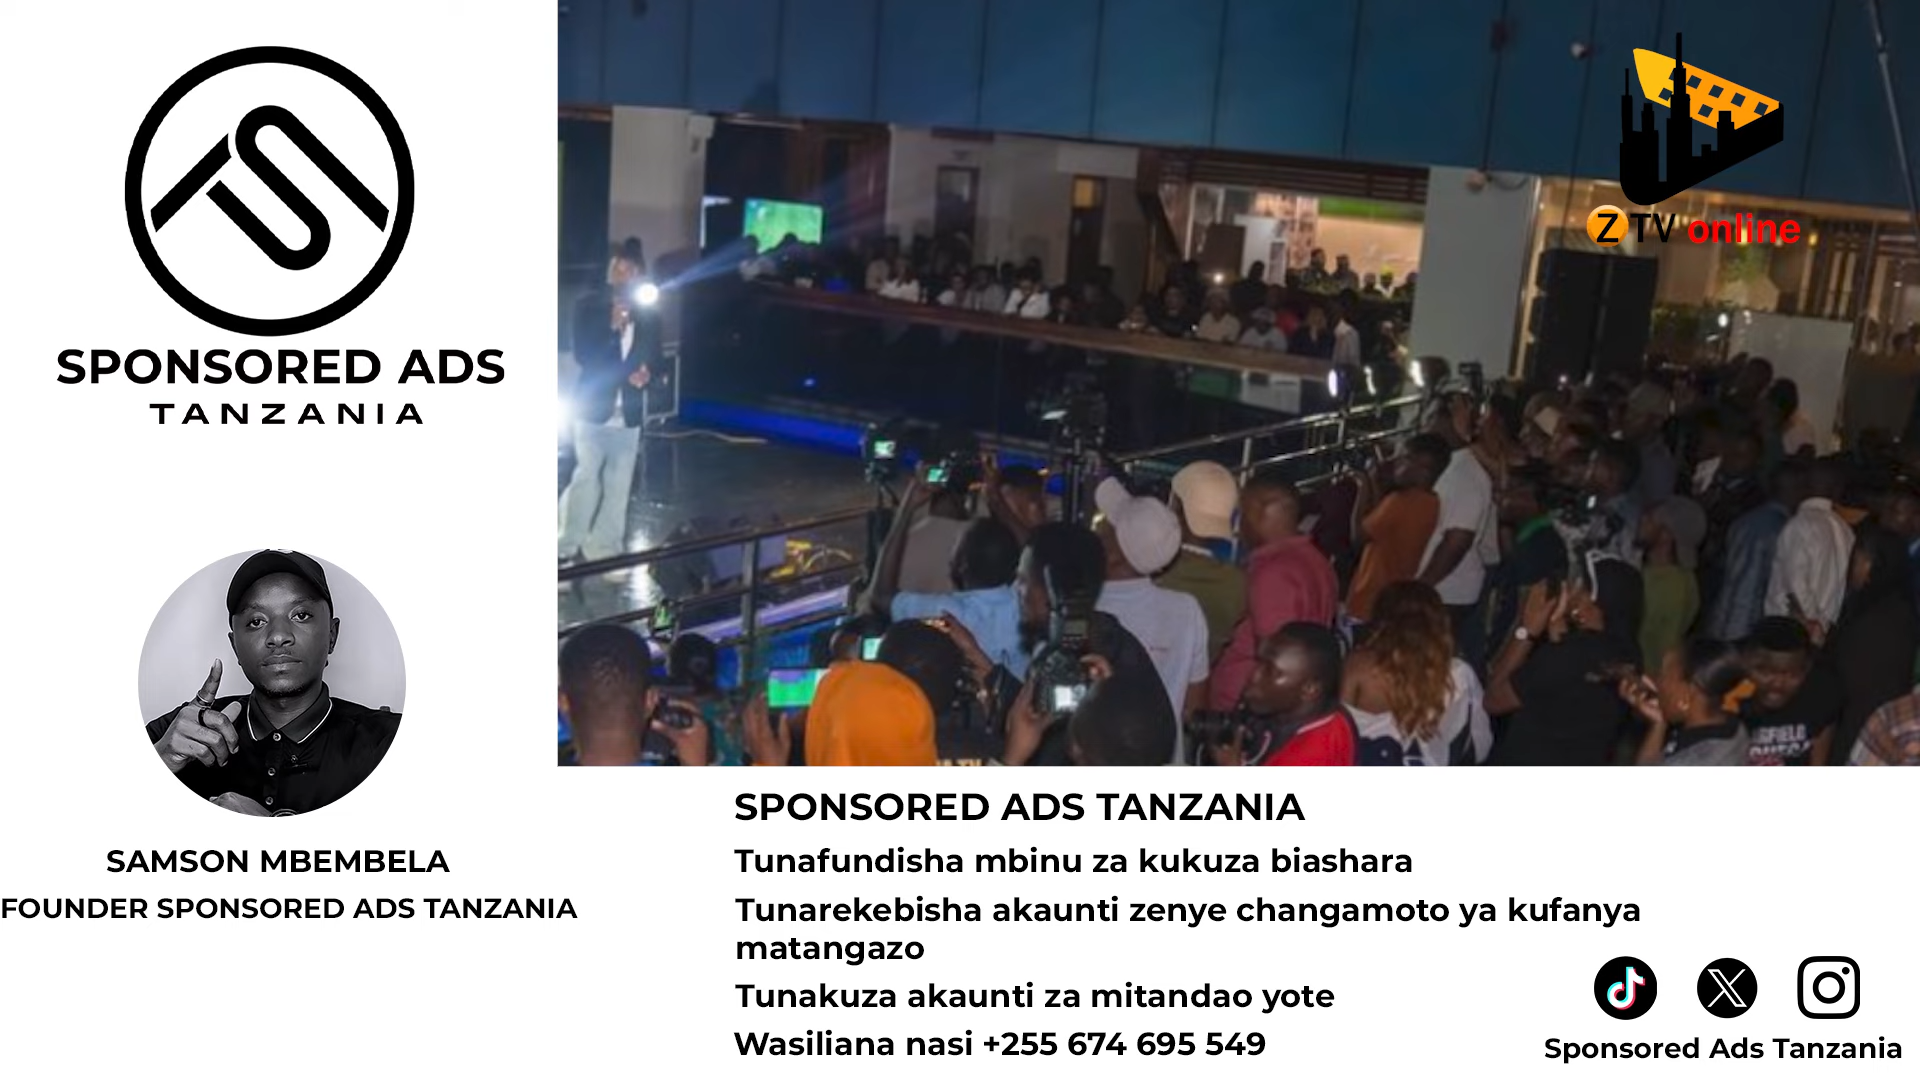 SPONSORED ADS
TANZANIA
Z TV online
SAMSON MBEMBELA
FOUNDER SPONSORED ADS TANZANIA
SPONSORED ADS TANZANIA
Tunafundisha mbinu za kukuza biashara
Tunarekebisha akaunti zenye changamoto ya kufanya
matangazo
Tunakuza akaunti za mitandao yote
Wasiliana nasi +255 674 695 549
Sponsored Ads Tanzania